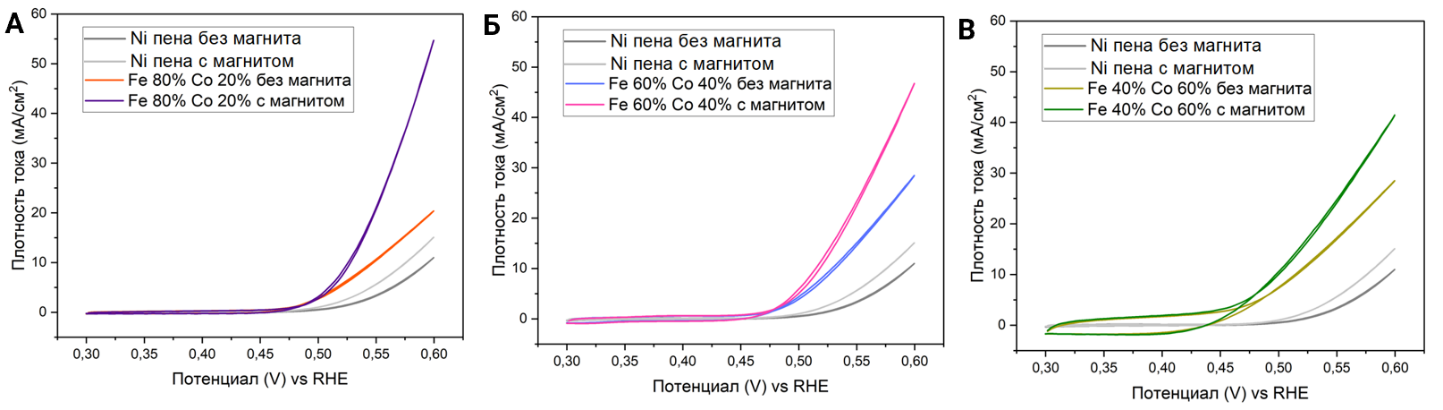 А
60
50
40
30
20
10
0
Плотность тока (мА/см²)
Ni пена без магнита
Ni пена с магнитом
Fe 80% Co 20% без магнита
Fe 80% Co 20% с магнитом
0,30 0,35 0,40 0,45 0,50 0,55 0,60
Потенциал (V) vs RHE
Б
60
50
40
30
20
10
0
Плотность тока (мА/см²)
Ni пена без магнита
Ni пена с магнитом
Fe 60% Co 40% без магнита
Fe 60% Co 40% с магнитом
0,30 0,35 0,40 0,45 0,50 0,55 0,60
Потенциал (V) vs RHE
В
60
50
40
30
20
10
0
Плотность тока (мА/см²)
Ni пена без магнита
Ni пена с магнитом
Fe 40% Co 60% без магнита
Fe 40% Co 60% с магнитом
0,30 0,35 0,40 0,45 0,50 0,55 0,60
Потенциал (V) vs RHE